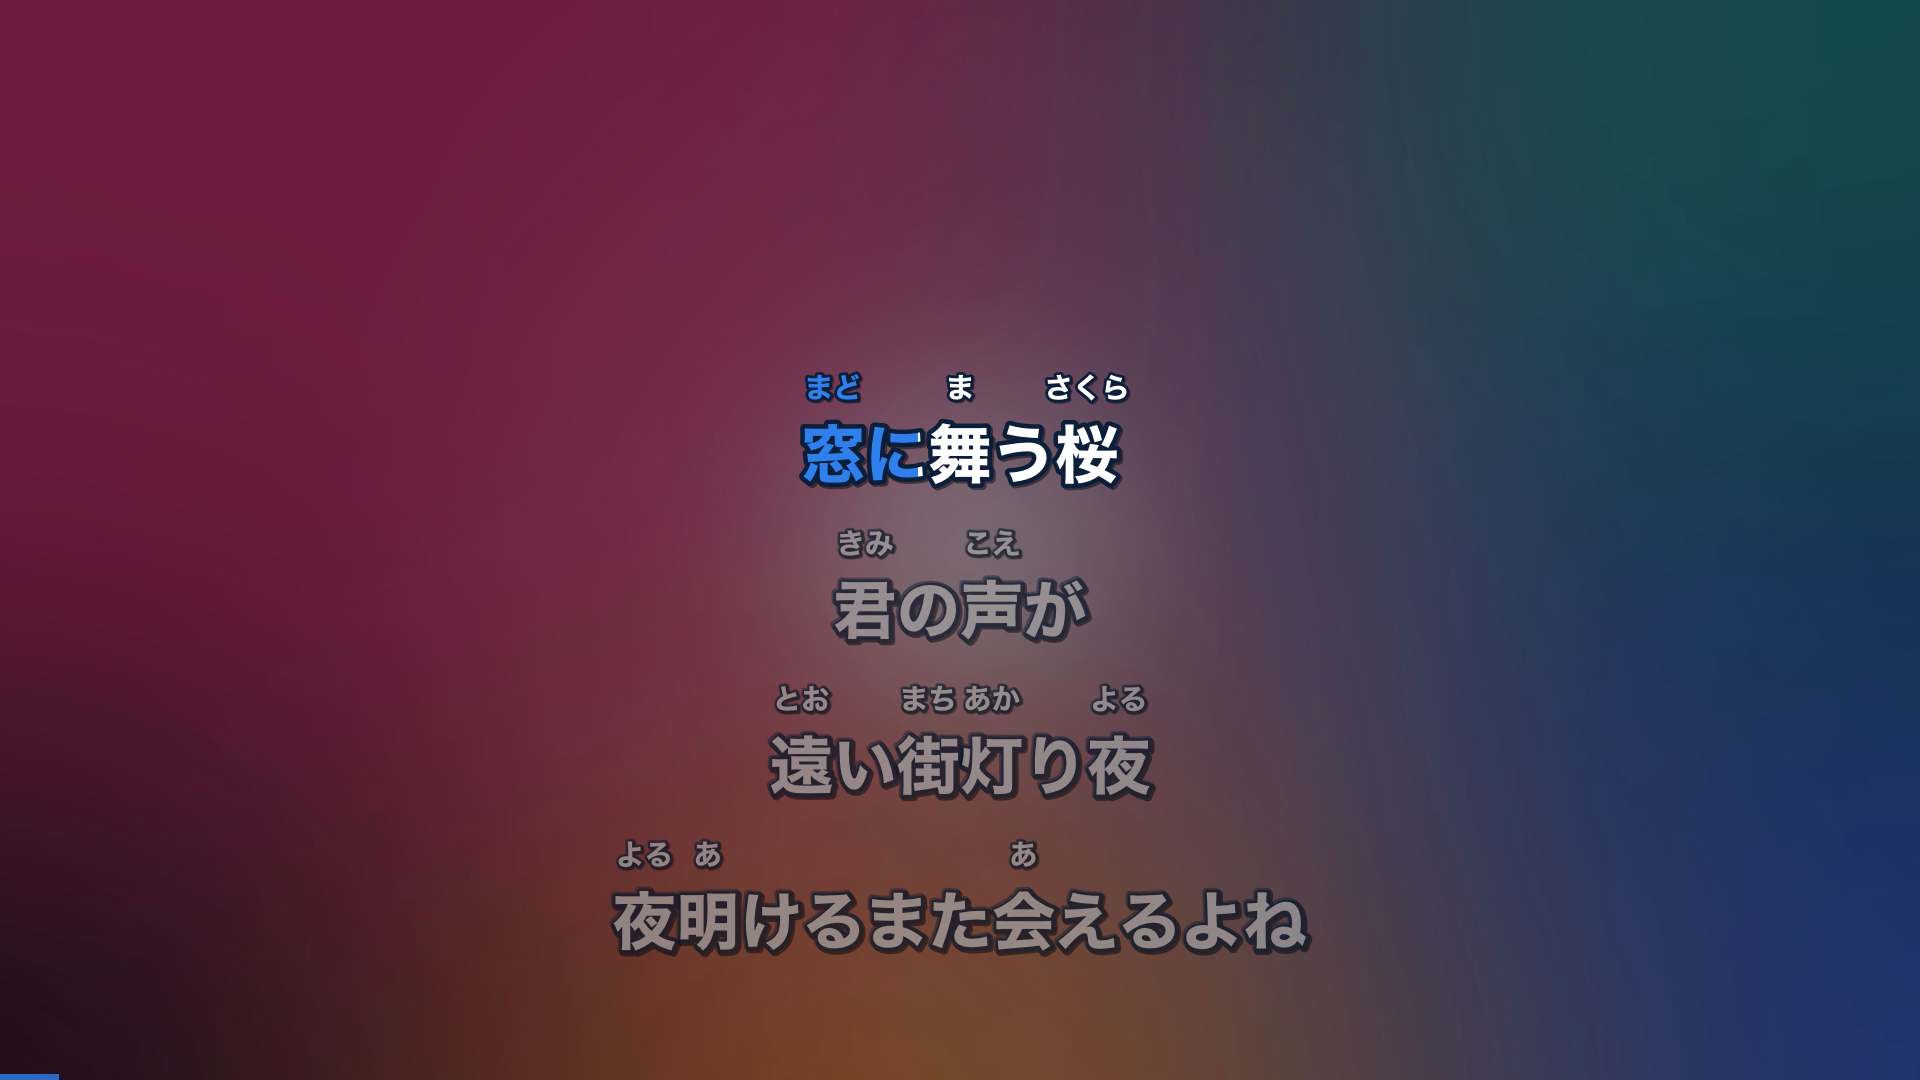 まど ま さくら
窓に舞う桜
きみ こえ
君の声が
とお まち あか よる
遠い街灯り夜
よる あ あ
夜明けるまた会えるよね